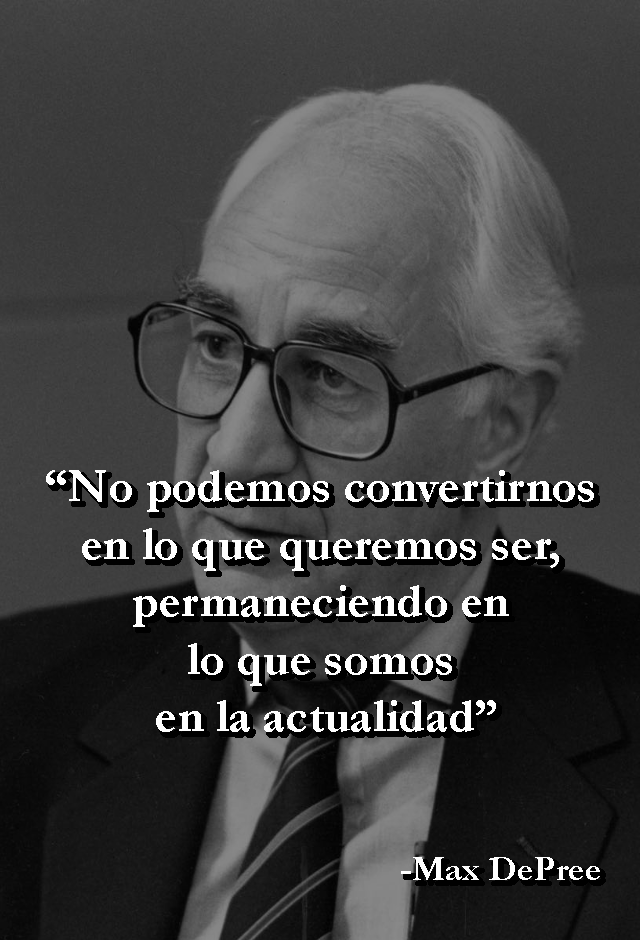 “No podemos convertirnos
en lo que queremos ser,
permaneciendo en
lo que somos
en la actualidad”
-Max DePree